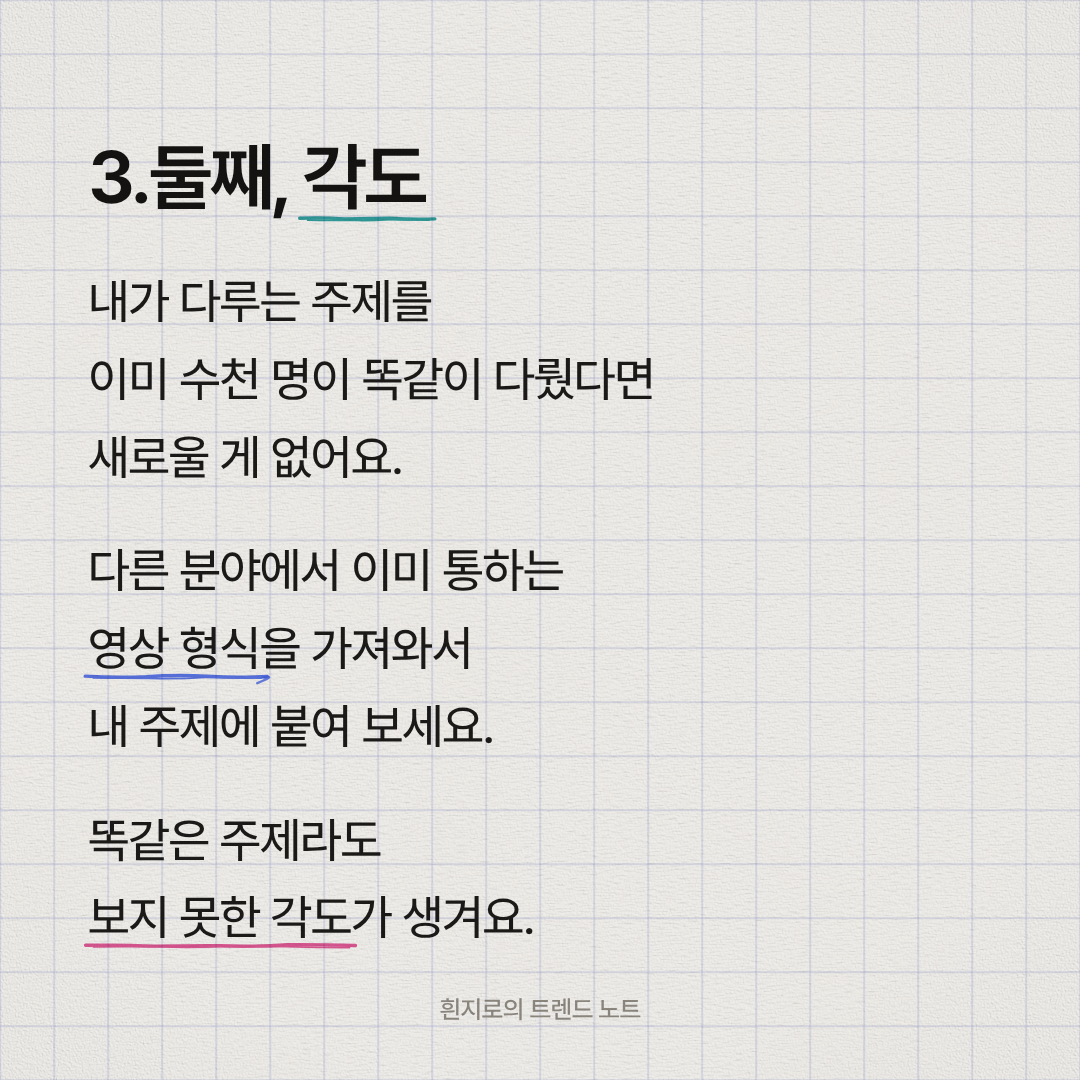 3.둘째, 각도
내가 다루는 주제를
이미 수천 명이 똑같이 다뤘다면
새로울 게 없어요.
다른 분야에서 이미 통하는
영상 형식을 가져와서
내 주제에 붙여 보세요.
똑같은 주제라도
보지 못한 각도가 생겨요.
흰지로의 트렌드 노트